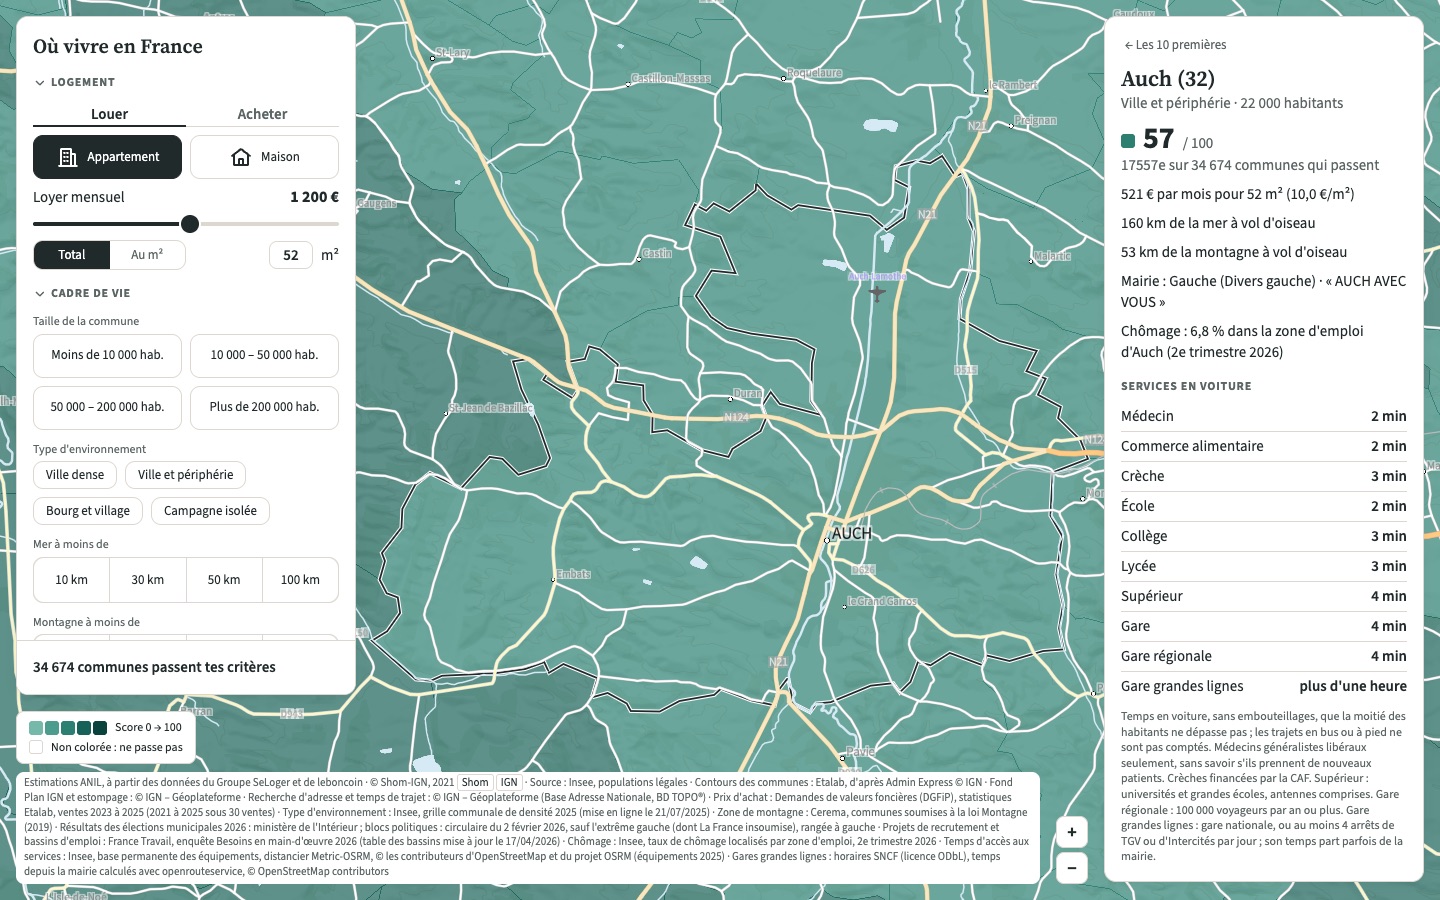 Où vivre en France
LOGEMENT
Louer
Acheter
Appartement
Maison
Loyer mensuel
1 200 €
Total
Au m²
52
m²
CADRE DE VIE
Taille de la commune
Moins de 10 000 hab.
10 000 – 50 000 hab.
50 000 – 200 000 hab.
Plus de 200 000 hab.
Type d'environnement
Ville dense
Ville et périphérie
Bourg et village
Campagne isolée
Mer à moins de
10 km
30 km
50 km
100 km
Montagne à moins de
34 674 communes passent tes critères
Score 0 → 100
Non colorée : ne passe pas
St-Lary
Castillon-Massas
Roquelaure
le Rambert
Preignan
N21
N21
Castin
Malartic
Auch-Lamothe
D515
Duran
St-Jean de Bazillac
N124
AUCH
D626
Embats
le Grand Garros
N21
Pavie
D943
← Les 10 premières
Auch (32)
Ville et périphérie · 22 000 habitants
57 / 100
17557e sur 34 674 communes qui passent
521 € par mois pour 52 m² (10,0 €/m²)
160 km de la mer à vol d'oiseau
53 km de la montagne à vol d'oiseau
Mairie : Gauche (Divers gauche) · « AUCH AVEC
VOUS »
Chômage : 6,8 % dans la zone d'emploi
d'Auch (2e trimestre 2026)
SERVICES EN VOITURE
Médecin 2 min
Commerce alimentaire 2 min
Crèche 3 min
École 2 min
Collège 3 min
Lycée 3 min
Supérieur 4 min
Gare 4 min
Gare régionale 4 min
Gare grandes lignes plus d'une heure
Temps en voiture, sans embouteillages, que la moitié des
habitants ne dépasse pas ; les trajets en bus ou à pied ne
sont pas comptés. Médecins généralistes libéraux
seulement, sans savoir s'ils prennent de nouveaux
patients. Crèches financées par la CAF. Supérieur :
universités et grandes écoles, antennes comprises. Gare
régionale : 100 000 voyageurs par an ou plus. Gare
grandes lignes : gare nationale, ou au moins 4 arrêts de
TGV ou d'Intercités par jour ; son temps part parfois de la
mairie.
Estimations ANIL, à partir des données du Groupe SeLoger et de leboncoin · © Shom-IGN, 2021 Shom IGN · Source : Insee, populations légales · Contours des communes : Etalab, d'après Admin Express © IGN · Fond
Plan IGN et estompage : © IGN – Géoplateforme · Recherche d'adresse et temps de trajet : © IGN – Géoplateforme (Base Adresse Nationale, BD TOPO®) · Prix d'achat : Demandes de valeurs foncières (DGFiP), statistiques
Etalab, ventes 2023 à 2025 (2021 à 2025 sous 30 ventes) · Type d'environnement : Insee, grille communale de densité 2025 (mise en ligne le 21/07/2025) · Zone de montagne : Cerema, communes soumises à la loi Montagne
(2019) · Résultats des élections municipales 2026 : ministère de l'Intérieur ; blocs politiques : circulaire du 2 février 2026, sauf l'extrême gauche (dont La France insoumise), rangée à gauche · Projets de recrutement et
bassins d'emploi : France Travail, enquête Besoins en main-d'œuvre 2026 (table des bassins mise à jour le 17/04/2026) · Chômage : Insee, taux de chômage localisés par zone d'emploi, 2e trimestre 2026 · Temps d'accès aux
services : Insee, base permanente des équipements, distancier Metric-OSRM, © les contributeurs d'OpenStreetMap et du projet OSRM (équipements 2025) · Gares grandes lignes : horaires SNCF (licence ODbL), temps
depuis la mairie calculés avec openrouteservice, © OpenStreetMap contributors
+
−